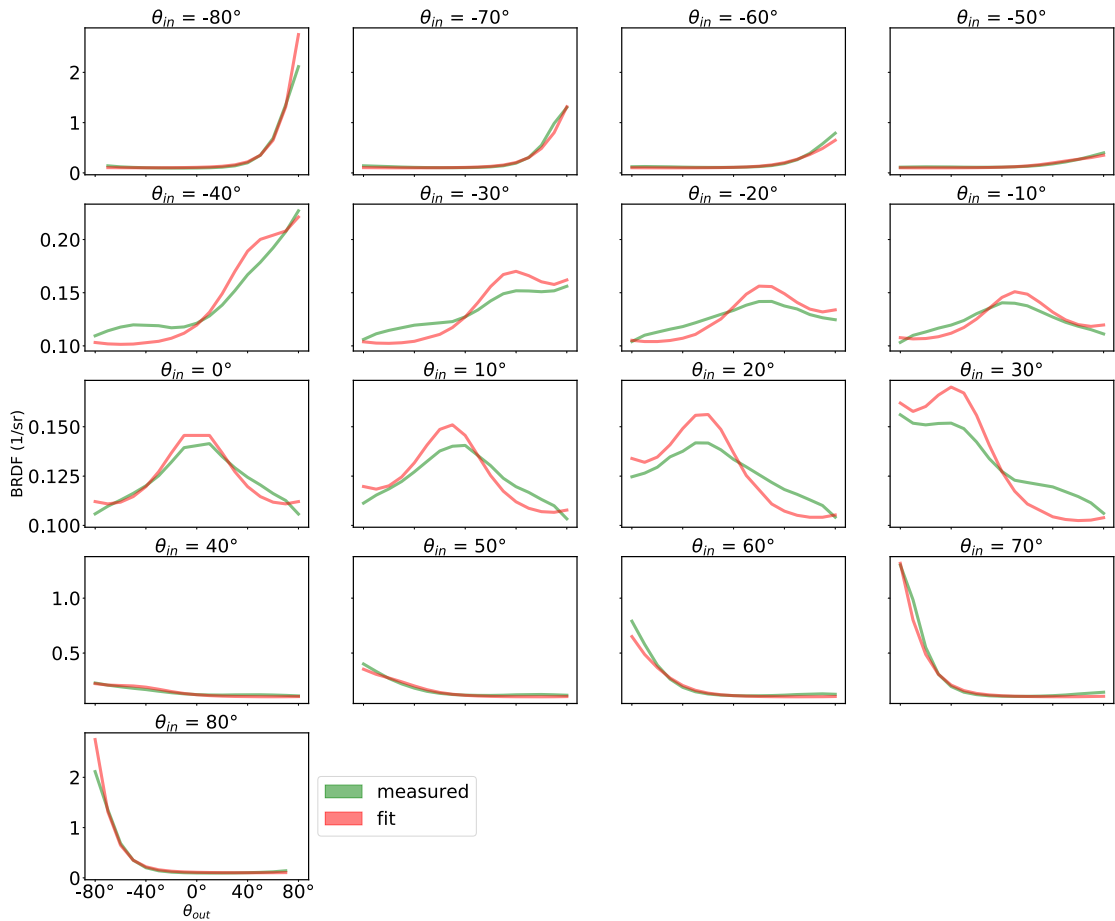 θin = -80° θin = -70° θin = -60° θin = -50°
2
1
0
θin = -40° θin = -30° θin = -20° θin = -10°
0.20
0.15
0.10
θin = 0° θin = 10° θin = 20° θin = 30°
BRDF (1/sr)
0.150
0.125
0.100
θin = 40° θin = 50° θin = 60° θin = 70°
1.0
0.5
θin = 80°
2
1
0
-80° -40° 0° 40° 80°
θout
measured
fit